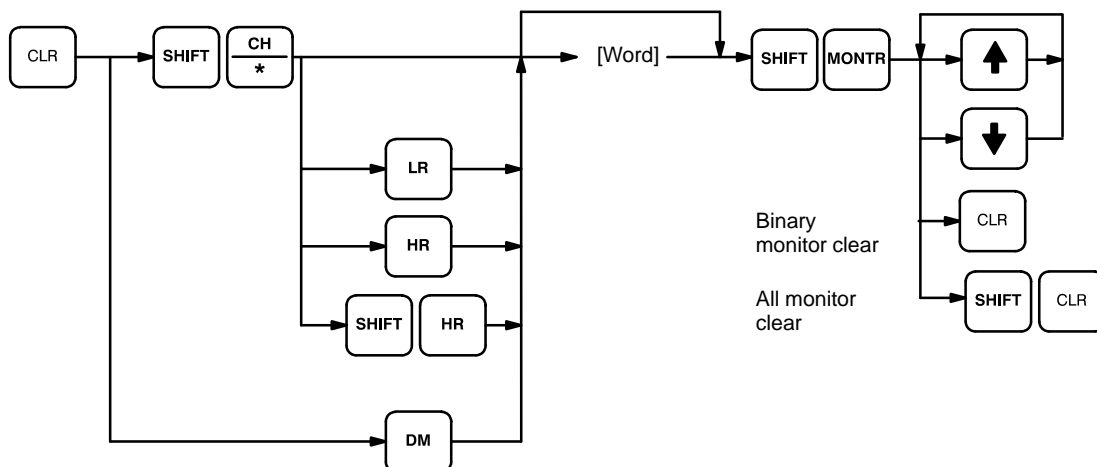 CLR
SHIFT
CH
*
[Word]
SHIFT
MONTR
LR
HR
SHIFT
HR
DM
Binary
monitor clear
CLR
All monitor
clear
SHIFT
CLR